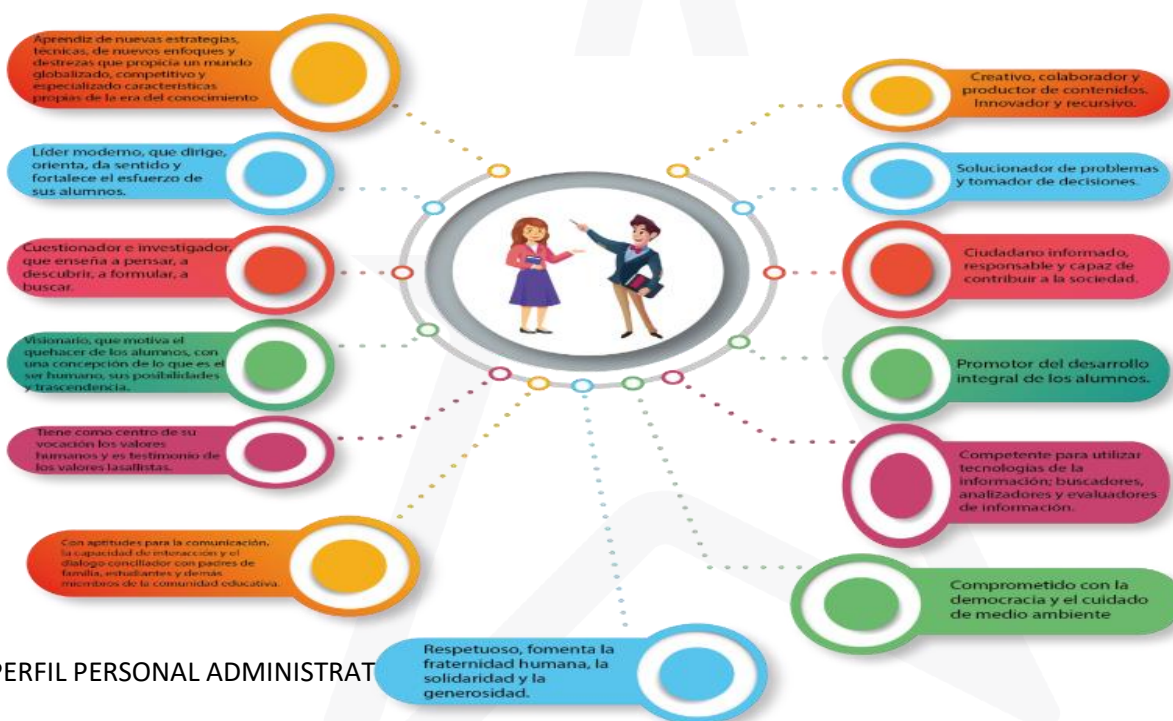 Aprendiz de nuevas estrategias,
técnicas, de nuevos enfoques y
destrezas que propicia un mundo
globalizado, competitivo y
especializado características
propias de la era del conocimiento
Líder moderno, que dirige,
orienta, da sentido y
fortalece el esfuerzo de
sus alumnos.
Cuestionador e investigador,
que enseña a pensar, a
descubrir, a formular, a
buscar.
Visionario, que motiva el
quehacer de los alumnos, con
una concepción de lo que es el
ser humano, sus posibilidades
y trascendencia.
Tiene como centro de su
vocación los valores
humanos y es testimonio de
los valores lasallistas.
Con aptitudes para la comunicación,
la capacidad de interacción y el
dialogo conciliador con padres de
familia, estudiantes y demás
miembros de la comunidad educativa.
Creativo, colaborador y
productor de contenidos.
Innovador y recursivo.
Solucionador de problemas
y tomador de decisiones.
Ciudadano informado,
responsable y capaz de
contribuir a la sociedad.
Promotor del desarrollo
integral de los alumnos.
Competente para utilizar
tecnologías de la
información; buscadores,
analizadores y evaluadores
de información.
Comprometido con la
democracia y el cuidado
de medio ambiente
Respetuoso, fomenta la
fraternidad humana, la
solidaridad y la
generosidad.
PERFIL PERSONAL ADMINISTRAT